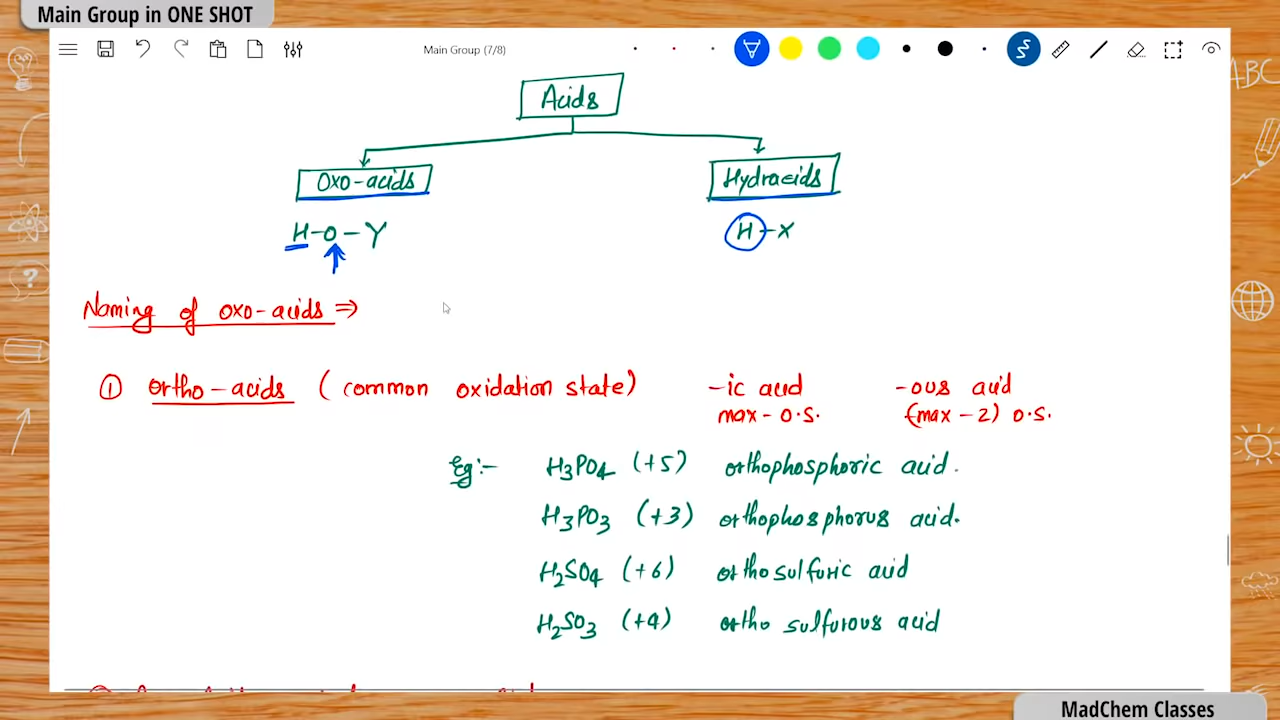 Main Group in ONE SHOT
Main Group (7/8)
Acids
Oxo-acids
Hydracids
H-O-Y
H-X
Naming of oxo-acids ⇒
① Ortho-acids (common oxidation state) -ic acid -ous acid
max - O.S. (max - 2) O.S.
Eg:- H3PO4 (+5) orthophosphoric acid.
H3PO3 (+3) orthophosphorus acid.
H2SO4 (+6) orthosulfuric acid
H2SO3 (+4) ortho sulfurous acid
MadChem Classes
ABC